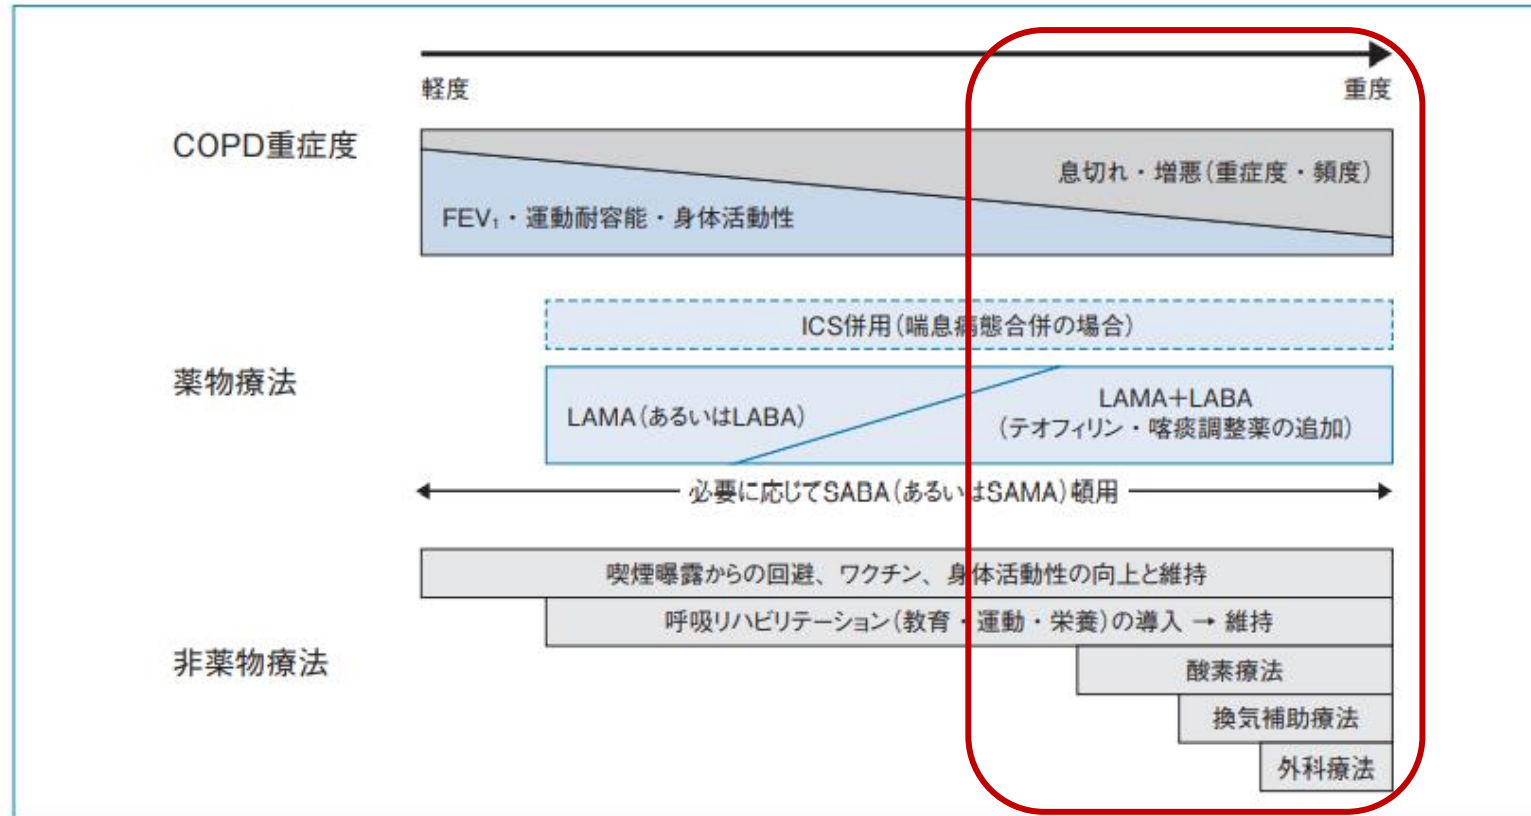 軽度
重度
COPD重症度
息切れ・増悪(重症度・頻度)
FEV₁・運動耐容能・身体活動性
ICS併用(喘息病態合併の場合)
薬物療法
LAMA(あるいはLABA)
LAMA+LABA
(テオフィリン・喀痰調整薬の追加)
必要に応じてSABA(あるいはSAMA)頓用
喫煙曝露からの回避、ワクチン、身体活動性の向上と維持
呼吸リハビリテーション(教育・運動・栄養)の導入 → 維持
非薬物療法
酸素療法
換気補助療法
外科療法